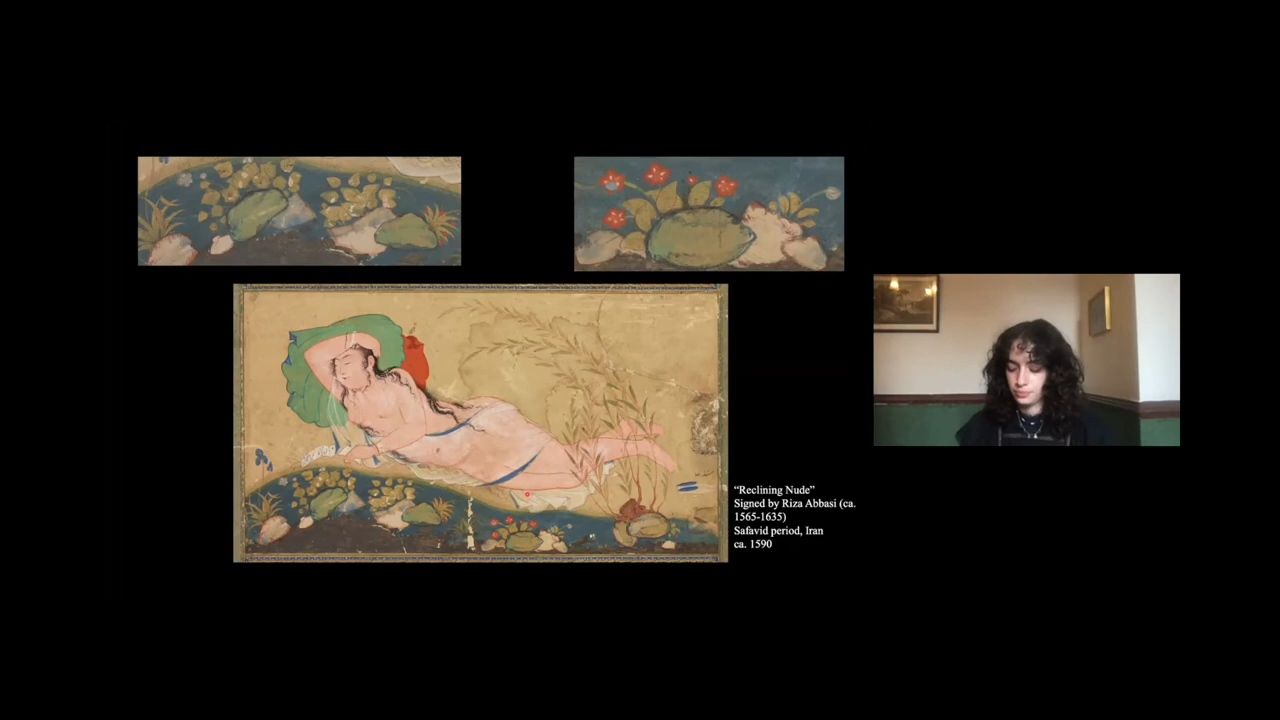 “Reclining Nude”
Signed by Riza Abbasi (ca.
1565-1635)
Safavid period, Iran
ca. 1590